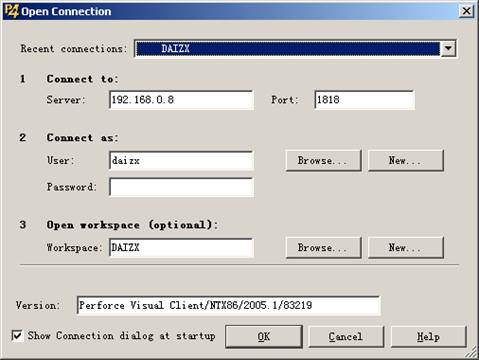 P4 Open Connection
Recent connections: DAIZX
1 Connect to:
Server: 192.168.0.8 Port: 1818
2 Connect as:
User: daizx Browse... New...
Password:
3 Open workspace (optional):
Workspace: DAIZX Browse... New...
Version: Perforce Visual Client/NTX86/2005.1/83219
Show Connection dialog at startup OK Cancel Help